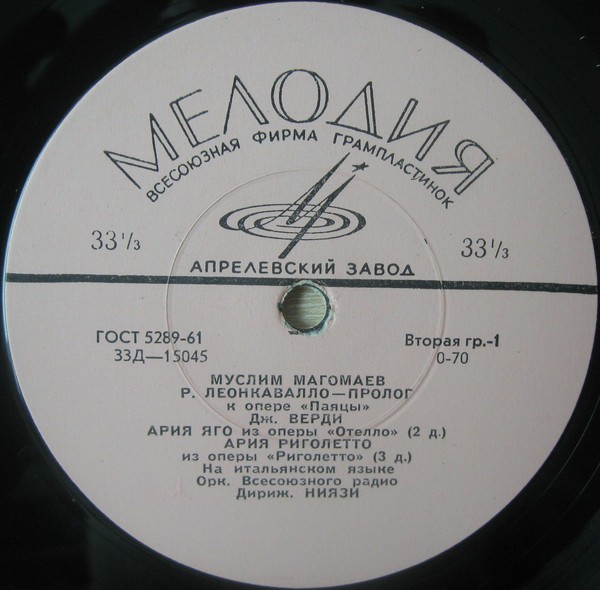 МЕЛОДИЯ
ВСЕСОЮЗНАЯ ФИРМА ГРАМПЛАСТИНОК
33 1/3 33 1/3
АПРЕЛЕВСКИЙ ЗАВОД
ГОСТ 5289-61 Вторая гр.-1
33Д—15045 0-70
МУСЛИМ МАГОМАЕВ
Р. ЛЕОНКАВАЛЛО—ПРОЛОГ
к опере «Паяцы»
Дж. ВЕРДИ
АРИЯ ЯГО из оперы «Отелло» (2 д.)
АРИЯ РИГОЛЕТТО
из оперы «Риголетто» (3 д.)
На итальянском языке
Орк. Всесоюзного радио
Дириж. НИЯЗИ